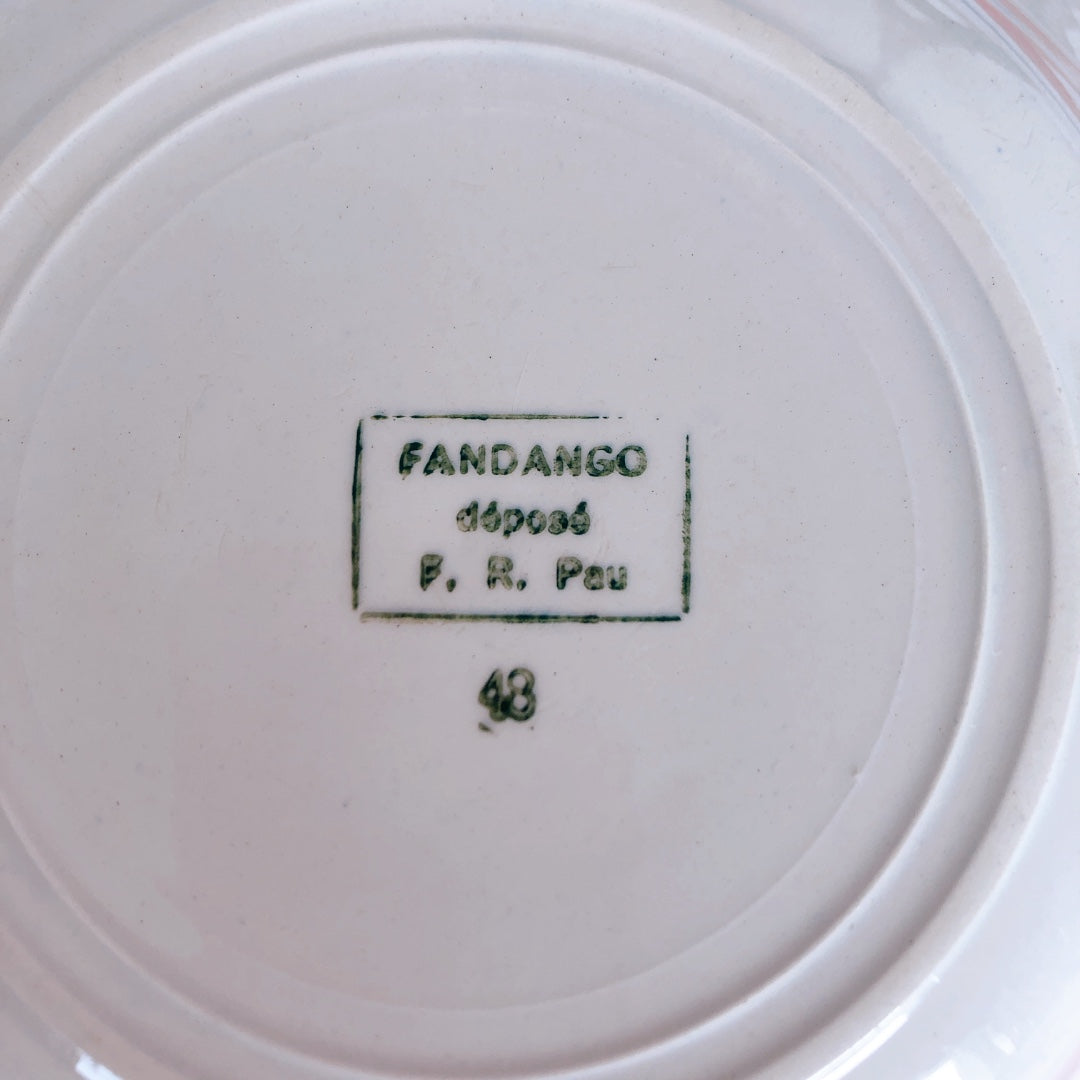 FANDANGO
déposé
F. R. Pau
48